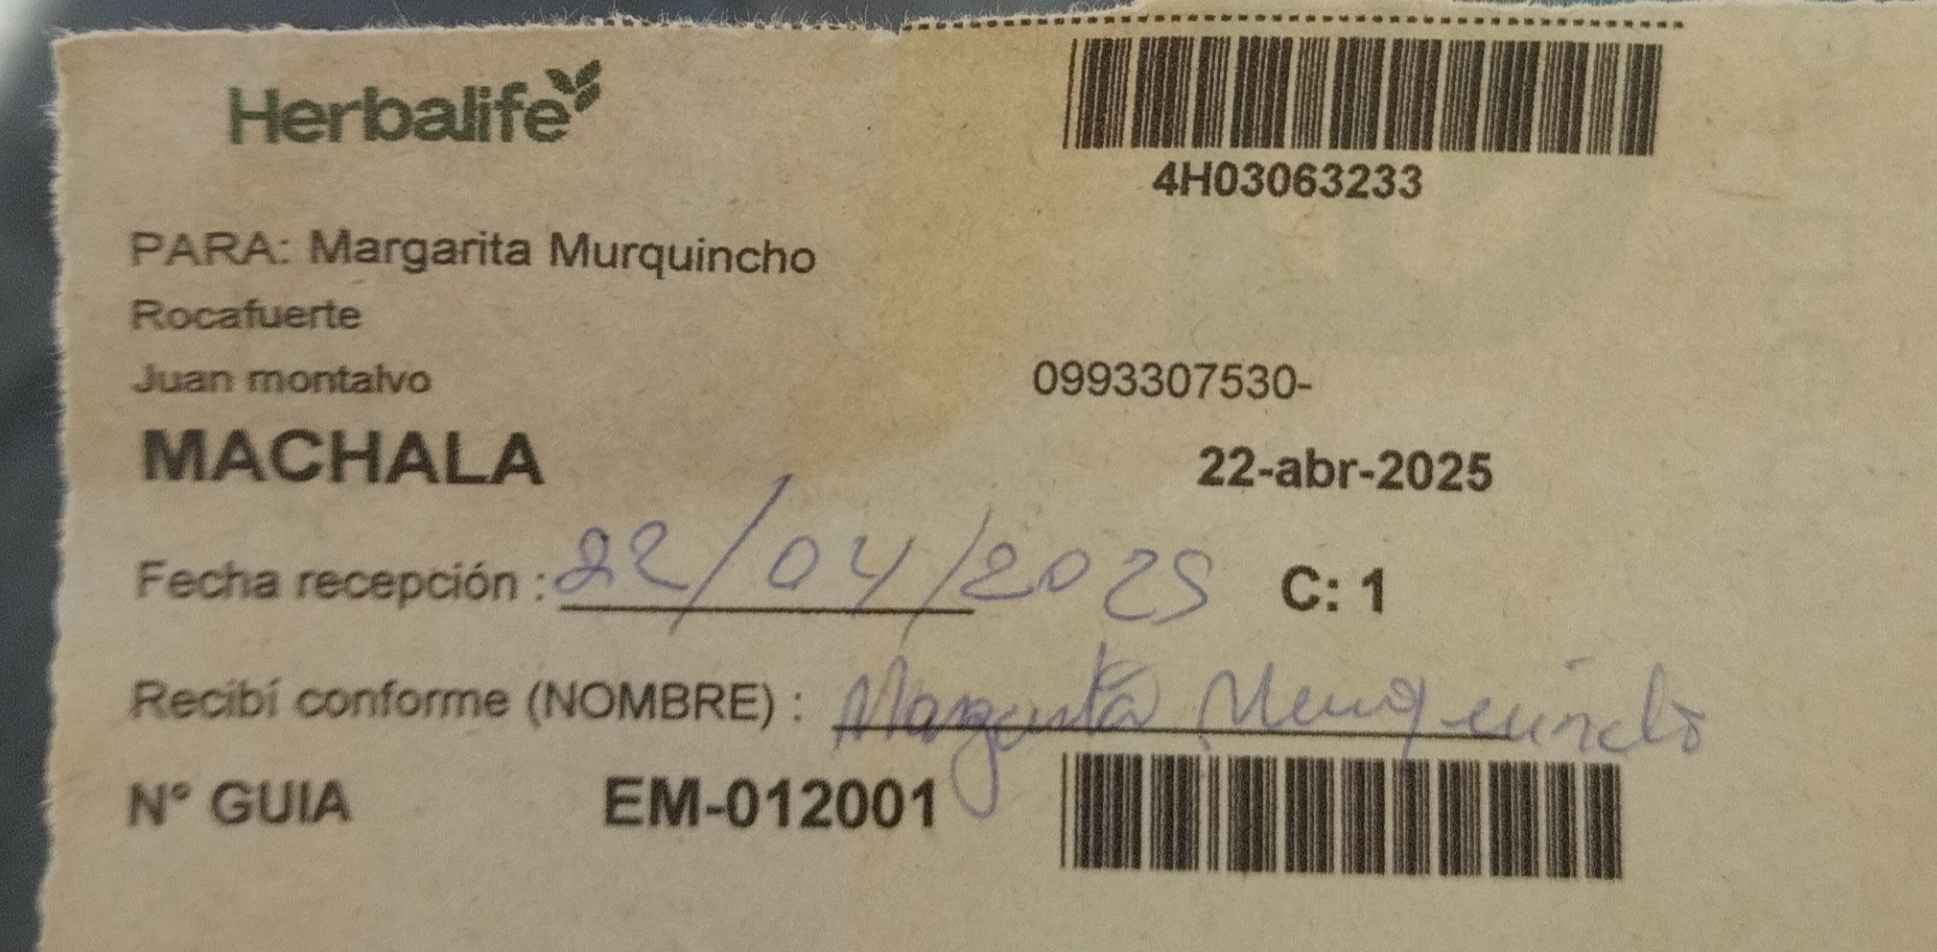 Herbalife
4H03063233
PARA: Margarita Murquincho
Rocafuerte
Juan montalvo 0993307530-
MACHALA 22-abr-2025
Fecha recepción : 22/04/2025 C: 1
Recibí conforme (NOMBRE) : Margarita Murquincho
N° GUIA EM-012001